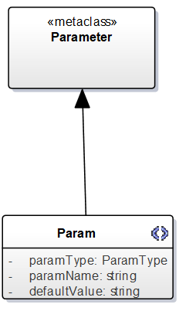 «metaclass»
Parameter
Param
- paramType: ParamType
- paramName: string
- defaultValue: string